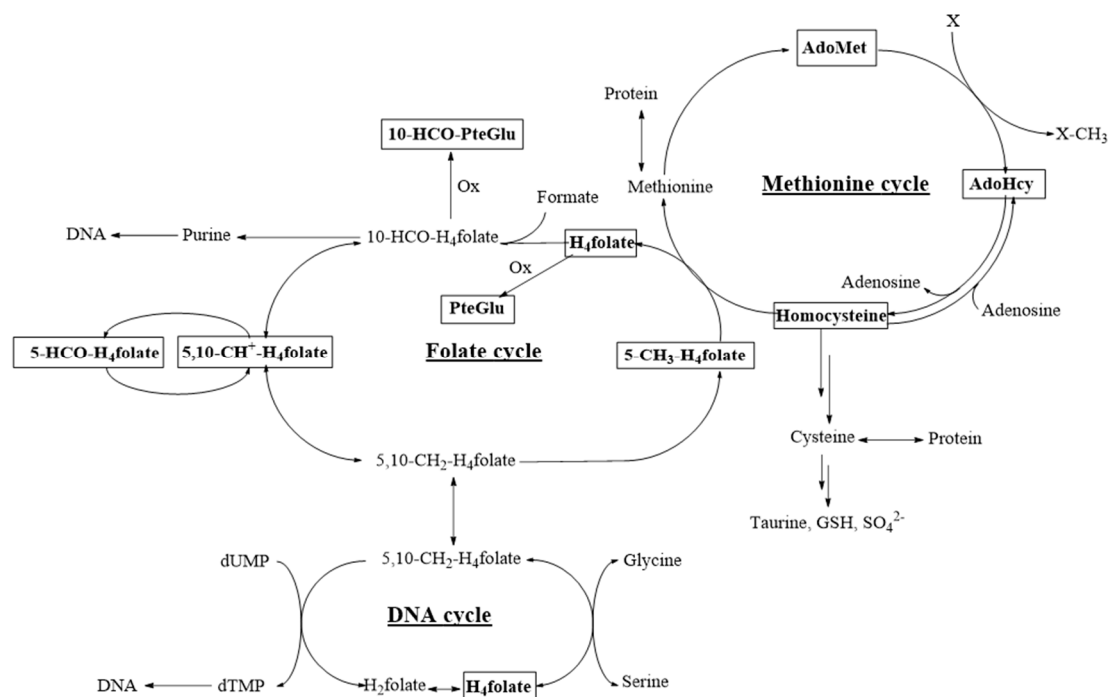 X
AdoMet
Protein
10-HCO-PteGlu
X-CH₃
Ox
Methionine
Methionine cycle
AdoHcy
Formate
DNA
Purine
10-HCO-H₄folate
H₄folate
Ox
Adenosine
PteGlu
Homocysteine
Adenosine
5-HCO-H₄folate
5,10-CH⁺-H₄folate
Folate cycle
5-CH₃-H₄folate
Cysteine
Protein
5,10-CH₂-H₄folate
Taurine, GSH, SO₄²⁻
dUMP
5,10-CH₂-H₄folate
Glycine
DNA cycle
DNA
dTMP
H₂folate
H₄folate
Serine